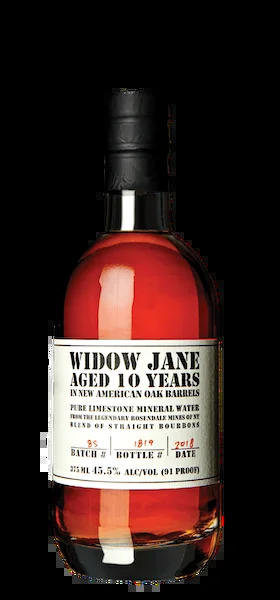 WIDOW JANE
AGED 10 YEARS
IN NEW AMERICAN OAK BARRELS
PURE LIMESTONE MINERAL WATER
FROM THE LEGENDARY ROSENDALE MINES OF NY
BLEND OF STRAIGHT BOURBONS
85 1819 2018
BATCH # BOTTLE # DATE
375 ML 45.5% ALC/VOL (91 PROOF)